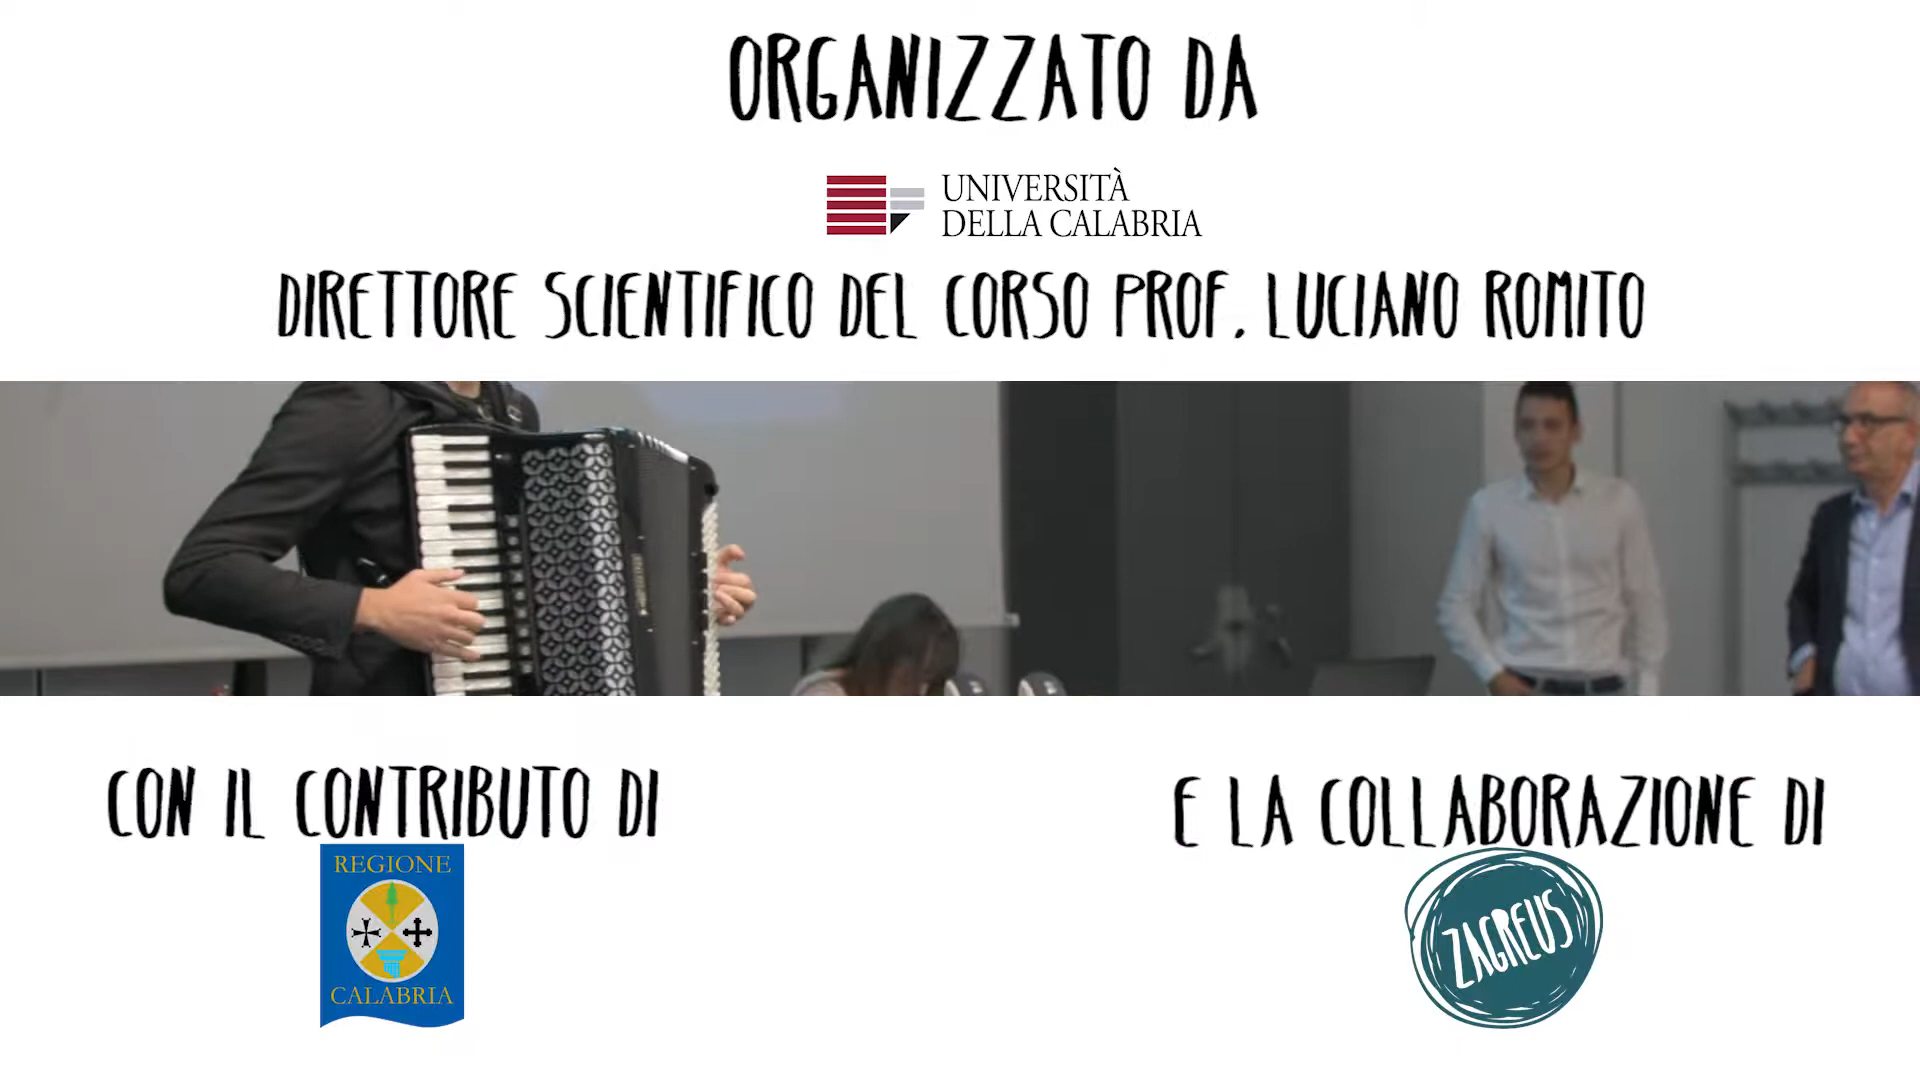 ORGANIZZATO DA
UNIVERSITÀ
DELLA CALABRIA
DIRETTORE SCIENTIFICO DEL CORSO PROF. LUCIANO ROMITO
CON IL CONTRIBUTO DI
REGIONE
CALABRIA
E LA COLLABORAZIONE DI
ZAGREUS